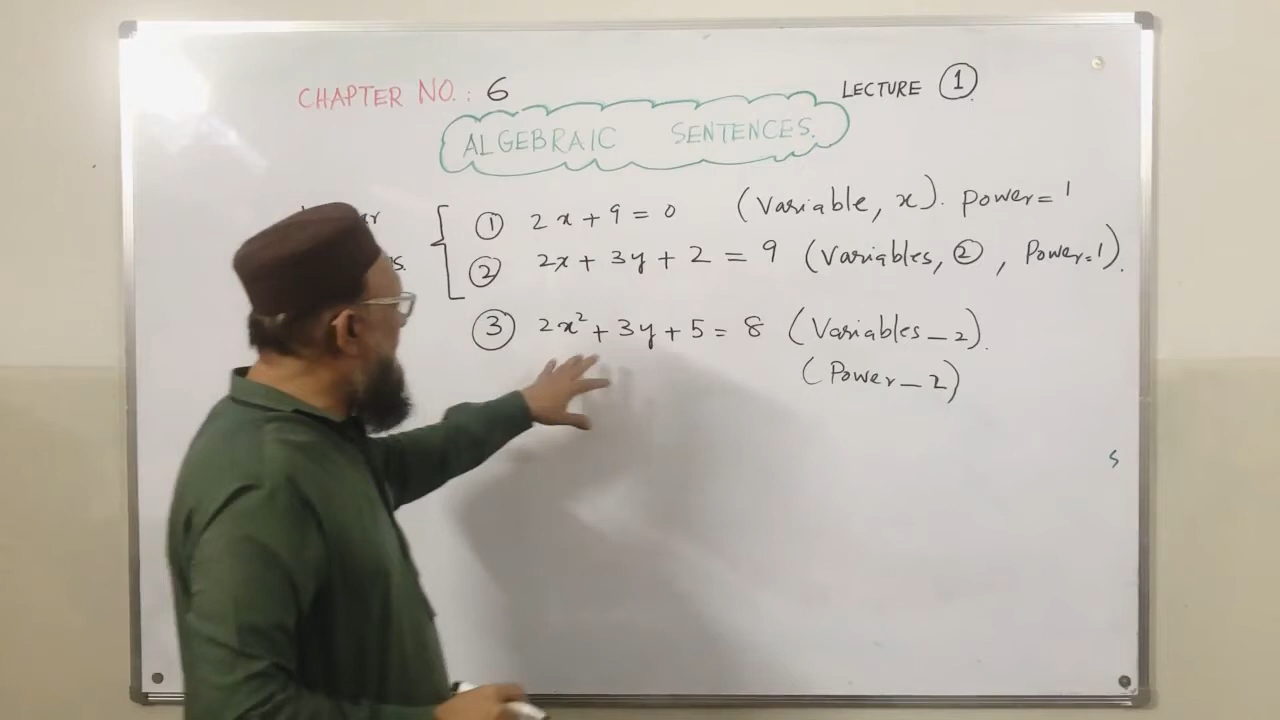 CHAPTER NO.: 6
LECTURE ①
ALGEBRAIC SENTENCES.
① 2x + 9 = 0 (Variable, x). Power = 1
② 2x + 3y + 2 = 9 (Variables, ②, Power = 1).
③ 2x² + 3y + 5 = 8 (Variables _ 2).
(Power _ 2)
S